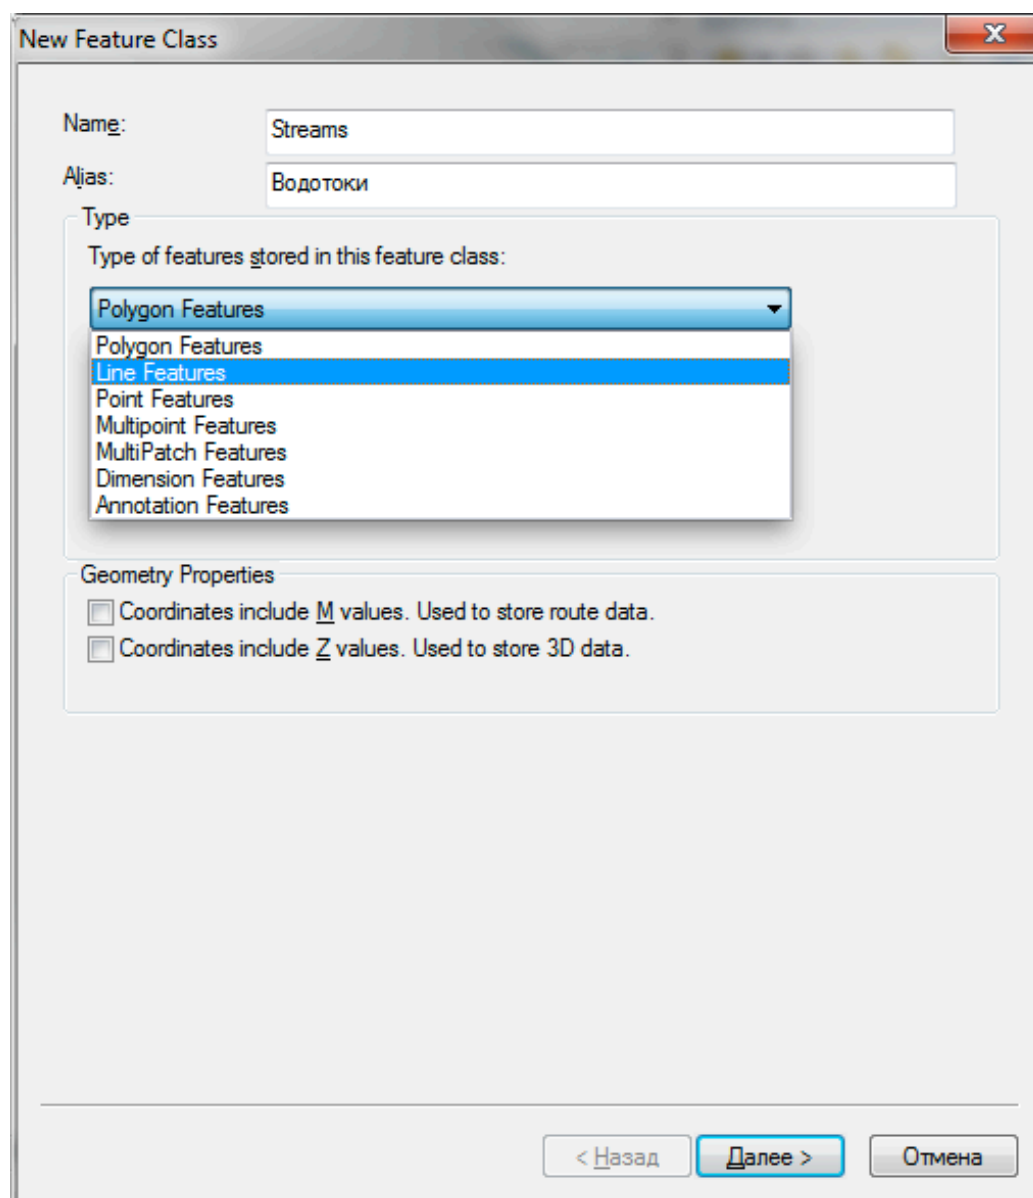 New Feature Class
Name:
Streams
Alias:
Водотоки
Type
Type of features stored in this feature class:
Polygon Features
Polygon Features
Line Features
Point Features
Multipoint Features
MultiPatch Features
Dimension Features
Annotation Features
Geometry Properties
Coordinates include M values. Used to store route data.
Coordinates include Z values. Used to store 3D data.
< Назад
Далее >
Отмена